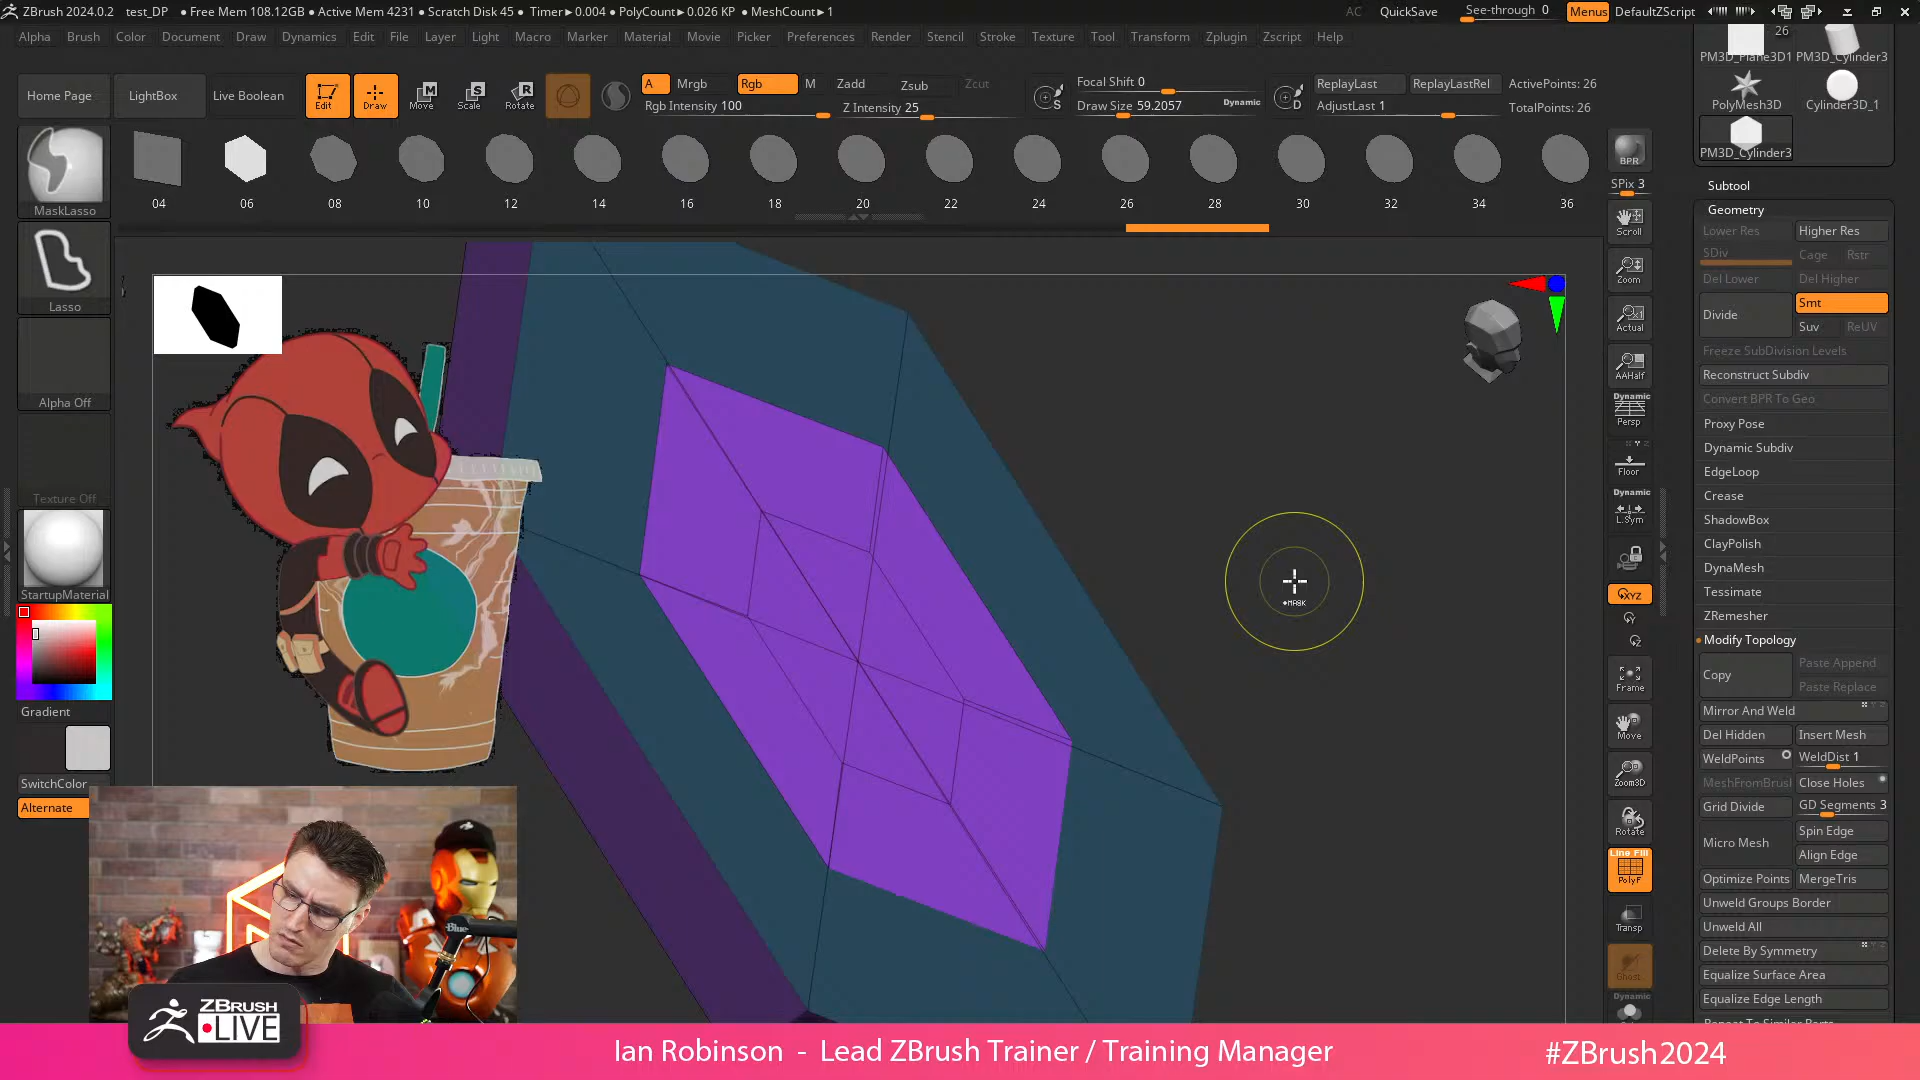 ZBrush 2024.0.2 test_DP ● Free Mem 108.12GB ● Active Mem 4231 ● Scratch Disk 45 ● Timer▶0.004 ● PolyCount▶0.026 KP ● MeshCount▶1
AC QuickSave See-through 0 Menus DefaultZScript
Alpha Brush Color Document Draw Dynamics Edit File Layer Light Macro Marker Material Movie Picker Preferences Render Stencil Stroke Texture Tool Transform Zplugin Zscript Help
Home Page LightBox Live Boolean Edit Draw Move Scale Rotate
A Mrgb Rgb M Zadd Zsub Zcut
Rgb Intensity 100 Z Intensity 25
Focal Shift 0
Draw Size 59.2057 Dynamic
S D
ReplayLast ReplayLastRel ActivePoints: 26
AdjustLast 1 TotalPoints: 26
04 06 08 10 12 14 16 18 20 22 24 26 28 30 32 34 36
MaskLasso
Lasso
Alpha Off
Texture Off
StartupMaterial
Gradient
SwitchColor
Alternate
+MASK
BPR
SPix 3
Scroll
Zoom
Actual
AAHalf
Dynamic
Persp
Floor
Dynamic
L.Sym
XYZ
Frame
Move
Zoom3D
Rotate
Line Fill
PolyF
Transp
Ghost
Dynamic
26
PM3D_Plane3D1 PM3D_Cylinder3
PolyMesh3D Cylinder3D_1
PM3D_Cylinder3
Subtool
Geometry
Lower Res Higher Res
SDiv Cage Rstr
Del Lower Del Higher
Divide Smt
Suv ReUV
Freeze SubDivision Levels
Reconstruct Subdiv
Convert BPR To Geo
Proxy Pose
Dynamic Subdiv
EdgeLoop
Crease
ShadowBox
ClayPolish
DynaMesh
Tessimate
ZRemesher
Modify Topology
Copy Paste Append
Paste Replace
Mirror And Weld
Del Hidden Insert Mesh
WeldPoints WeldDist 1
MeshFromBrush Close Holes
Grid Divide GD Segments 3
Micro Mesh Spin Edge
Align Edge
Optimize Points MergeTris
Unweld Groups Border
Unweld All
Delete By Symmetry
Equalize Surface Area
Equalize Edge Length
Blue
ZBRUSH
LIVE
Ian Robinson - Lead ZBrush Trainer / Training Manager
#ZBrush2024